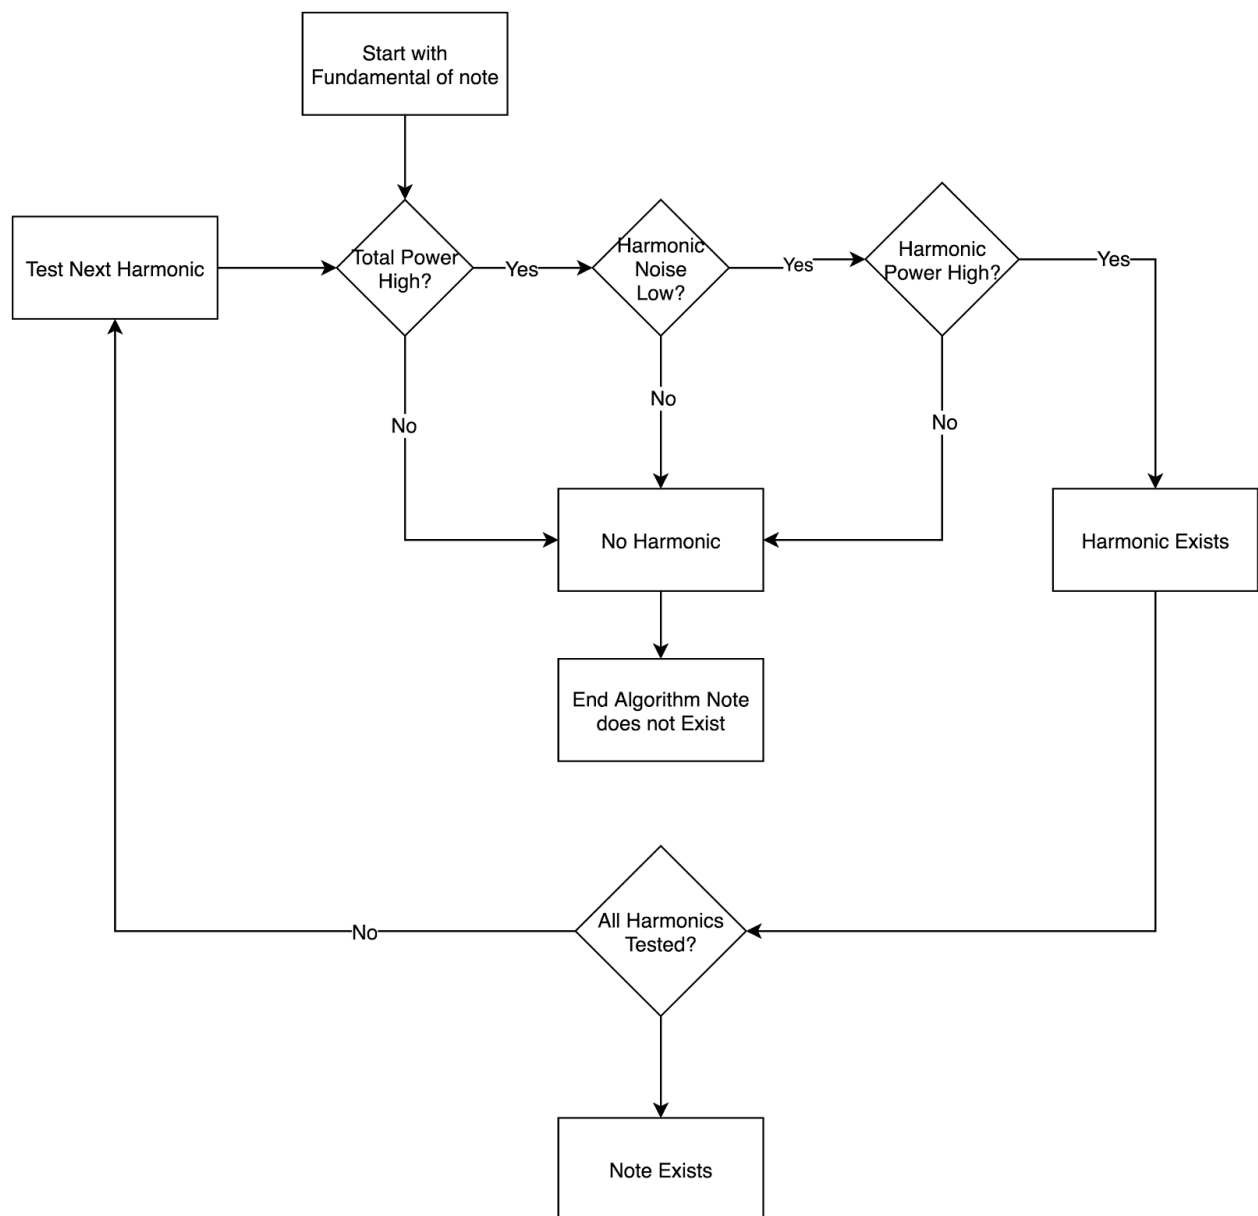 Start with
Fundamental of note
Test Next Harmonic
Total Power
High?
Yes
Harmonic
Noise
Low?
Yes
Harmonic
Power High?
Yes
No
No
No
No Harmonic
Harmonic Exists
End Algorithm Note
does not Exist
All Harmonics
Tested?
No
Note Exists